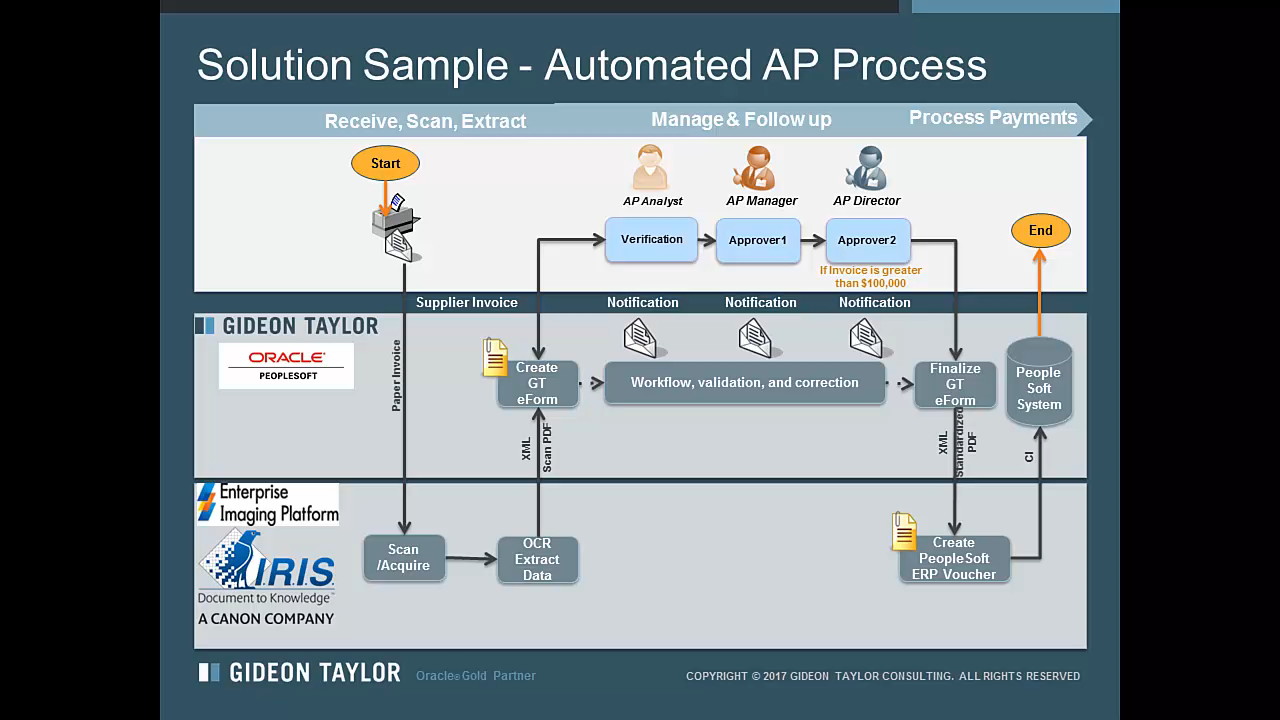 Solution Sample - Automated AP Process
Receive, Scan, Extract
Manage & Follow up
Process Payments
Start
AP Analyst
AP Manager
AP Director
Verification
Approver1
Approver2
End
If Invoice is greater
than $100,000
Supplier Invoice
Notification
Notification
Notification
GIDEON TAYLOR
ORACLE®
PEOPLESOFT
Paper Invoice
Create
GT
eForm
Workflow, validation, and correction
Finalize
GT
eForm
People
Soft
System
XML
Scan PDF
XML
Standardized
PDF
CI
Enterprise
Imaging Platform
IRIS
Document to Knowledge™
A CANON COMPANY
Scan
/Acquire
OCR
Extract
Data
Create
PeopleSoft
ERP Voucher
GIDEON TAYLOR
Oracle® Gold Partner
COPYRIGHT © 2017 GIDEON TAYLOR CONSULTING. ALL RIGHTS RESERVED